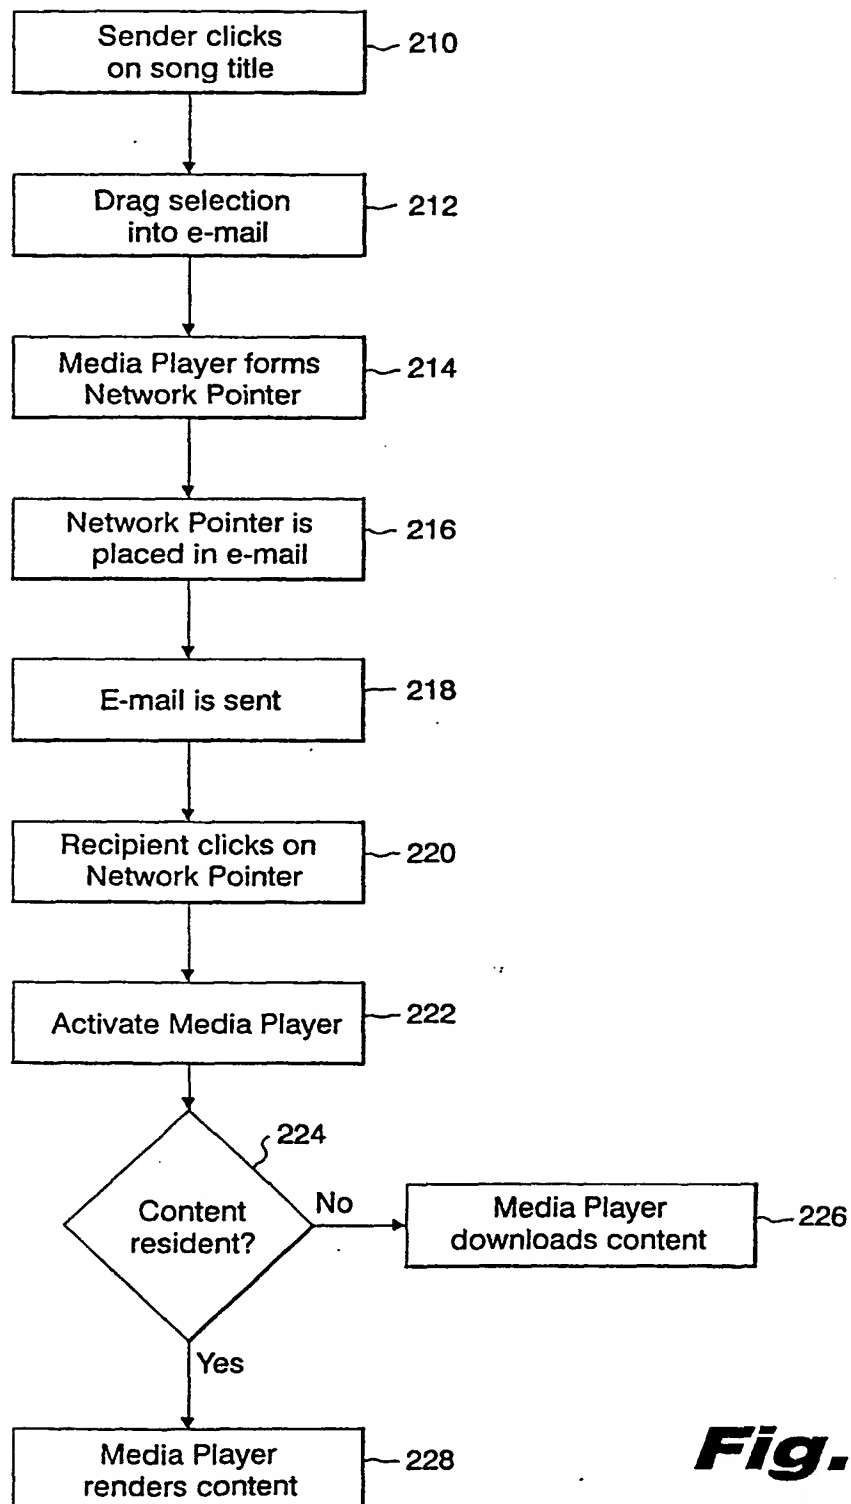 Sender clicks
on song title
210
Drag selection
into e-mail
212
Media Player forms
Network Pointer
214
Network Pointer is
placed in e-mail
216
E-mail is sent
218
Recipient clicks on
Network Pointer
220
Activate Media Player
222
224
Content
resident?
No
Media Player
downloads content
226
Yes
Media Player
renders content
228
Fig.